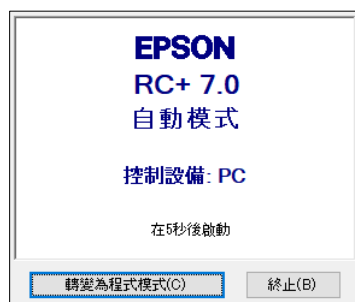 EPSON
RC+ 7.0
自動模式
控制設備: PC
在5秒後啟動
轉變為程式模式(C)
終止(B)